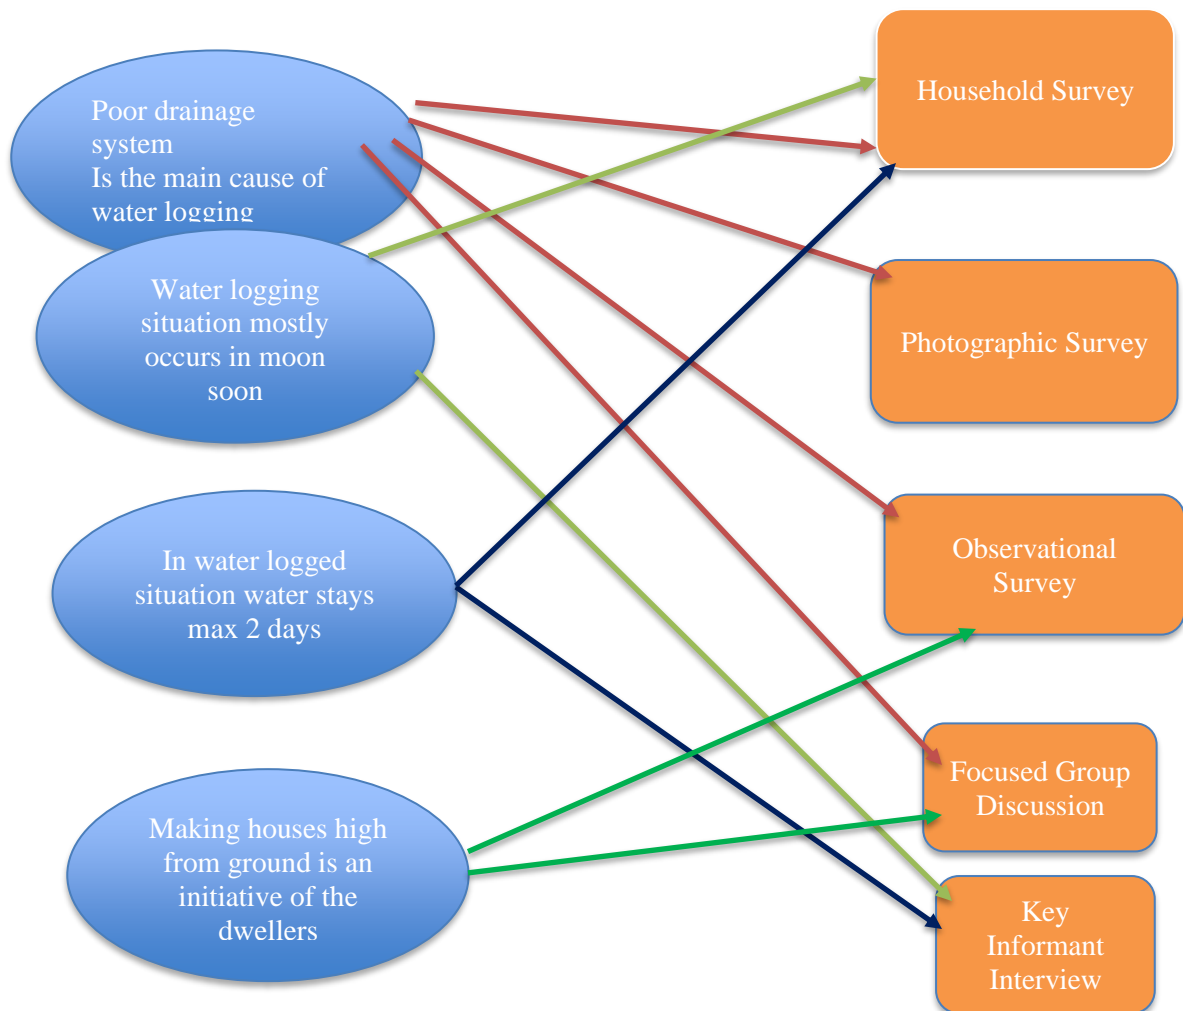 Poor drainage
system
Is the main cause of
water logging
Water logging
situation mostly
occurs in moon
soon
In water logged
situation water stays
max 2 days
Making houses high
from ground is an
initiative of the
dwellers
Household Survey
Photographic Survey
Observational
Survey
Focused Group
Discussion
Key
Informant
Interview